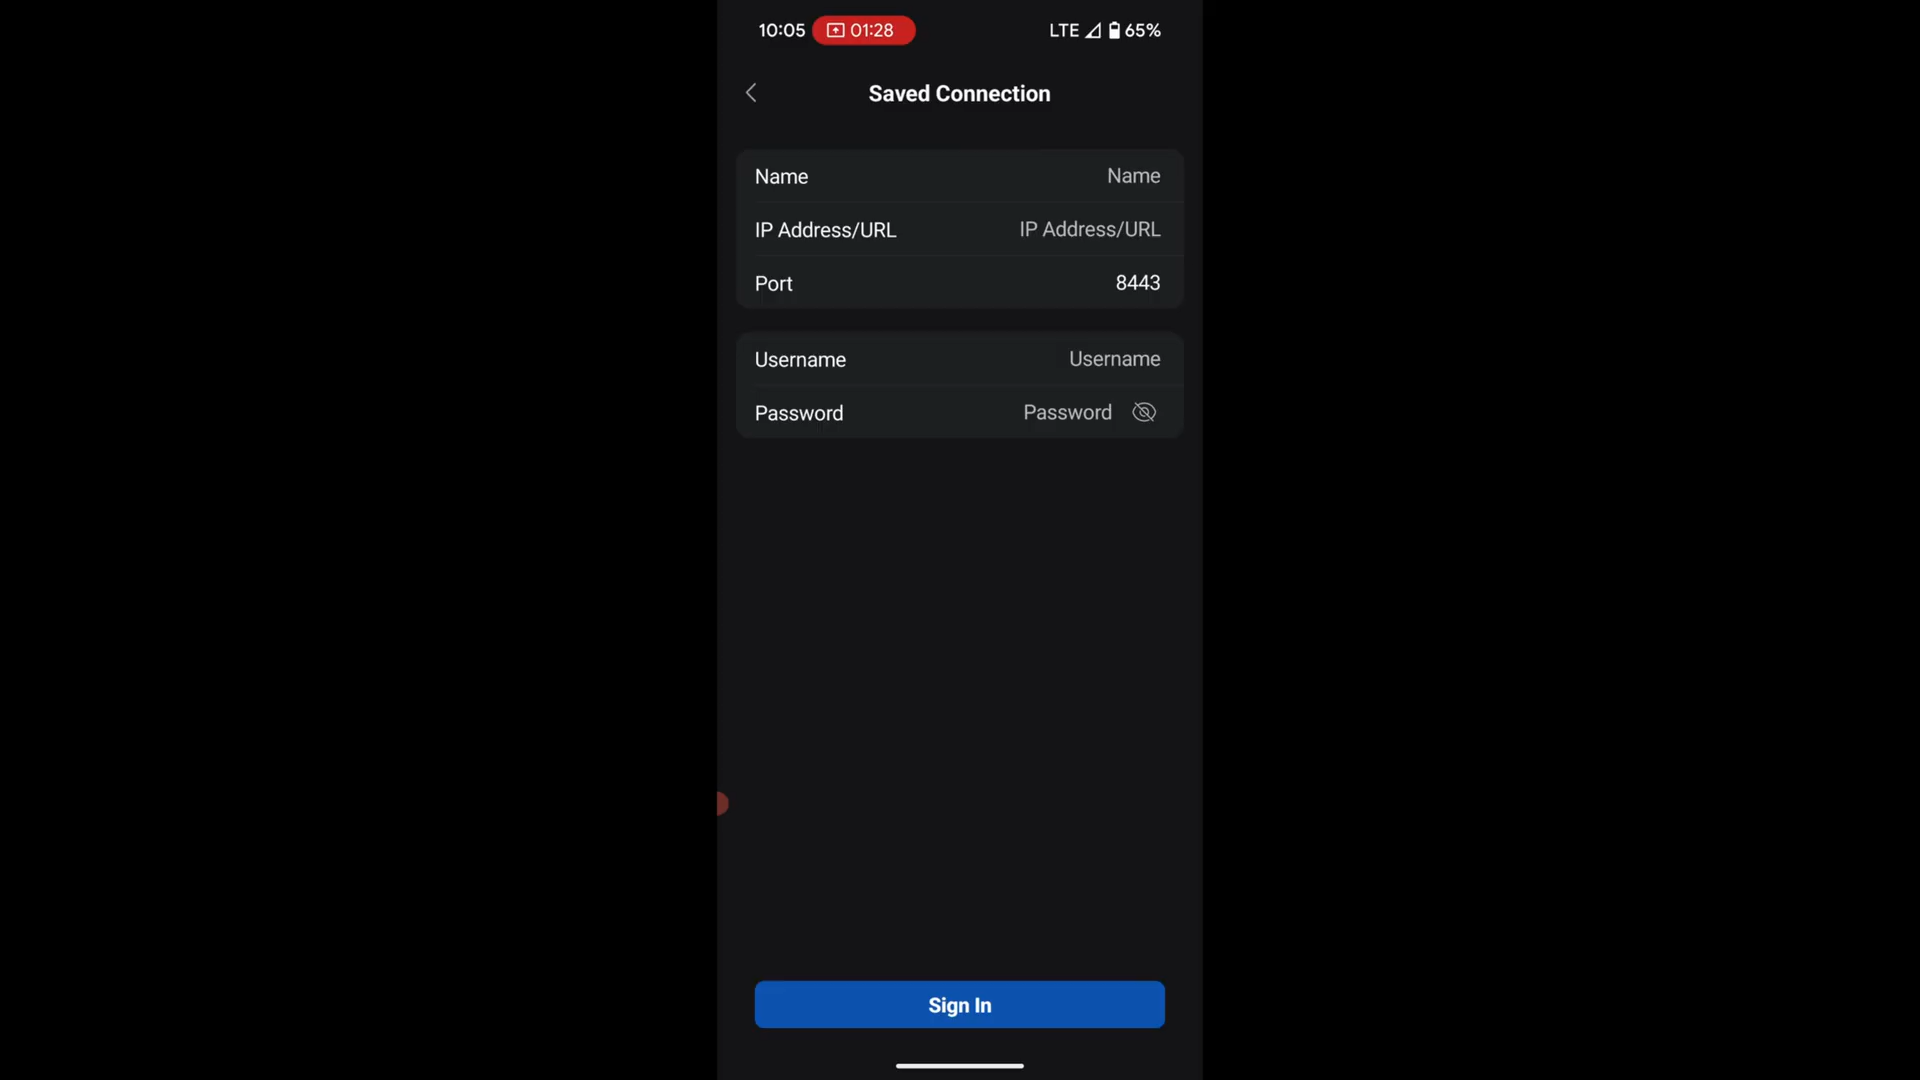 10:05 01:28 LTE 65%
Saved Connection
Name Name
IP Address/URL IP Address/URL
Port 8443
Username Username
Password Password
Sign In